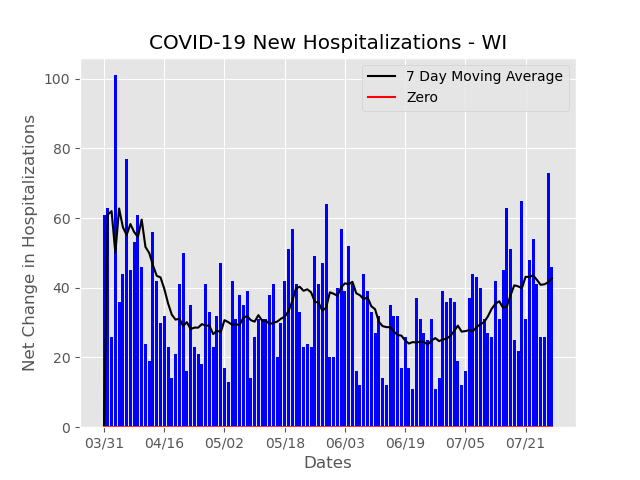 COVID-19 New Hospitalizations - WI
7 Day Moving Average
Zero
Net Change in Hospitalizations
100
80
60
40
20
0
03/31 04/16 05/02 05/18 06/03 06/19 07/05 07/21
Dates